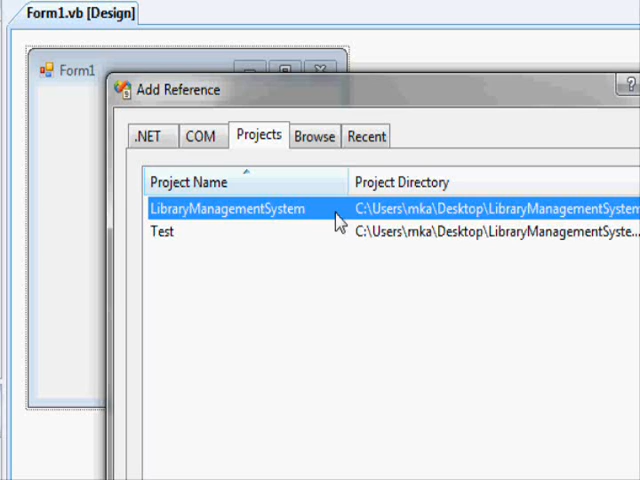 Form1.vb [Design]
Form1
Add Reference
?
.NET COM Projects Browse Recent
Project Name Project Directory
LibraryManagementSystem C:\Users\mka\Desktop\LibraryManagementSystem
Test C:\Users\mka\Desktop\LibraryManagementSyste...